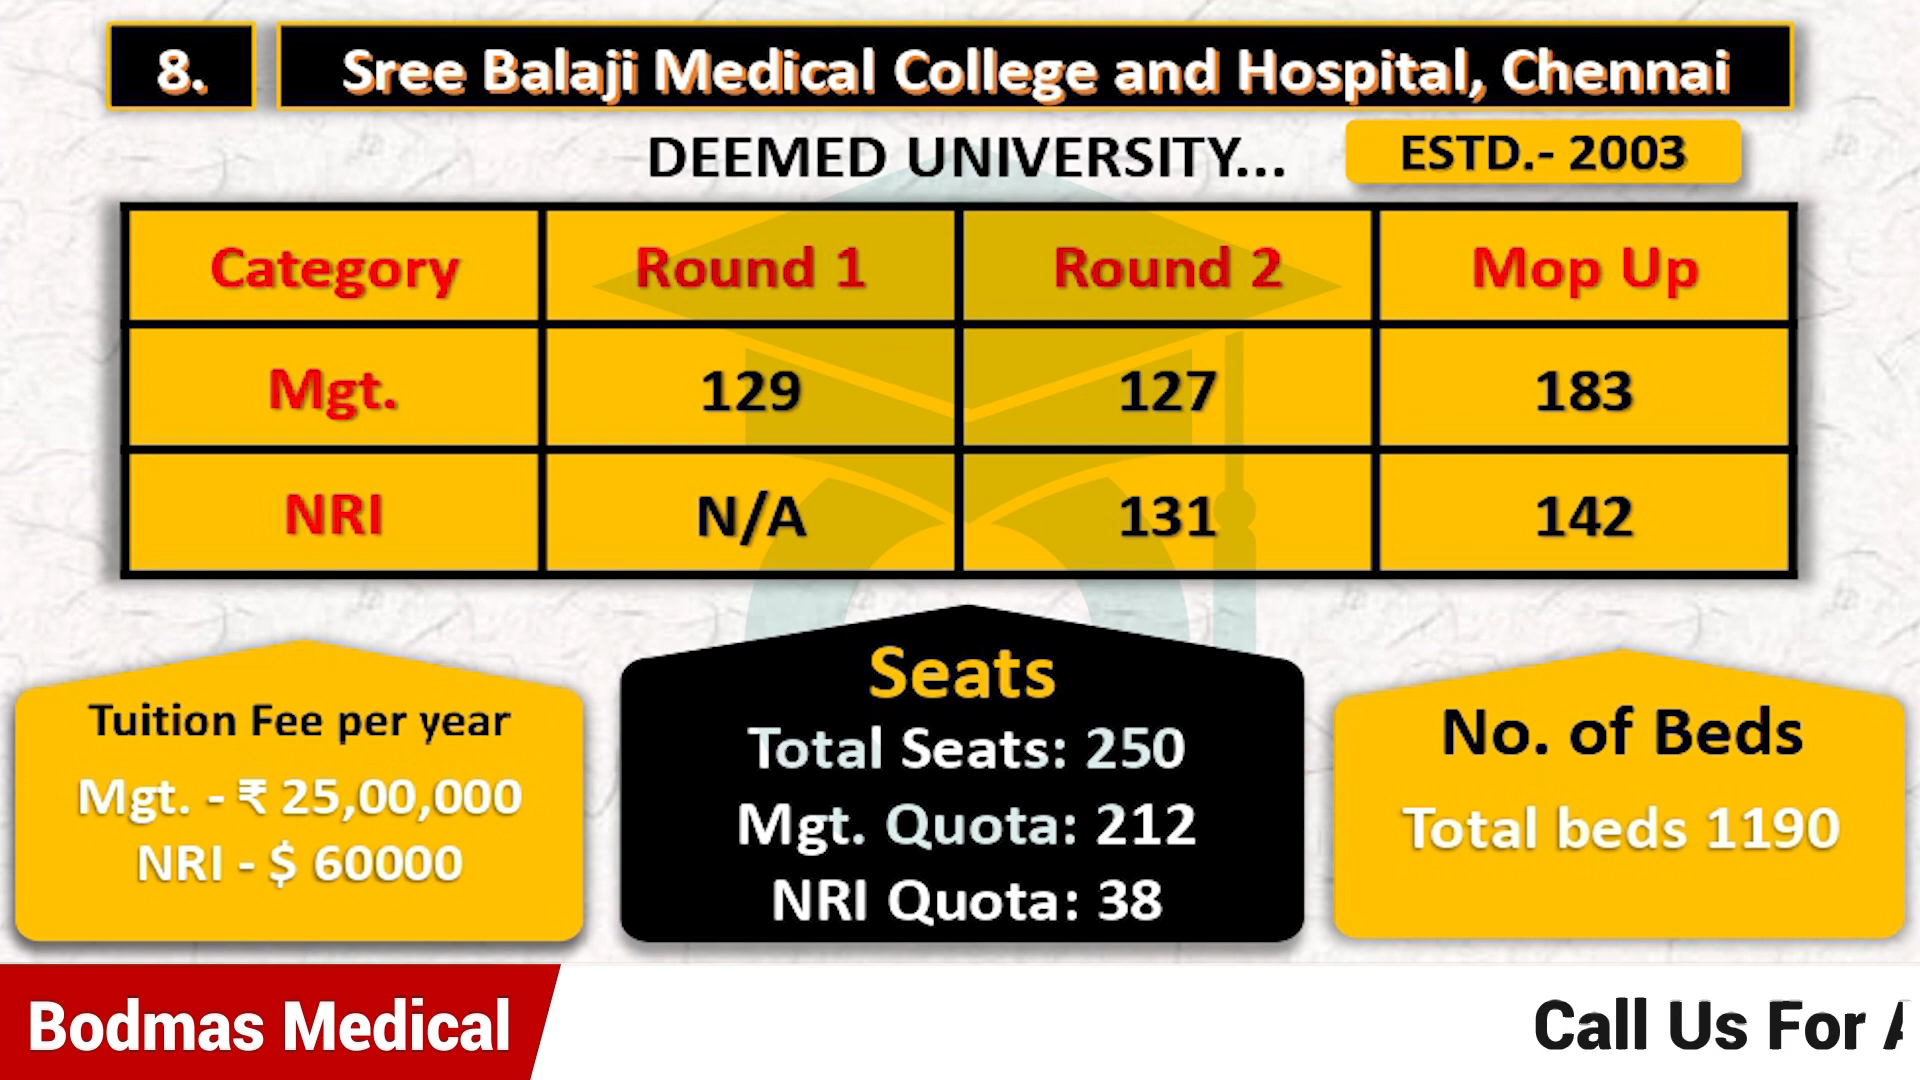 8.
Sree Balaji Medical College and Hospital, Chennai
DEEMED UNIVERSITY...
ESTD.- 2003
Category Round 1 Round 2 Mop Up
Mgt. 129 127 183
NRI N/A 131 142
Tuition Fee per year
Mgt. - ₹ 25,00,000
NRI - $ 60000
Seats
Total Seats: 250
Mgt. Quota: 212
NRI Quota: 38
No. of Beds
Total beds 1190
Bodmas Medical
Call Us For